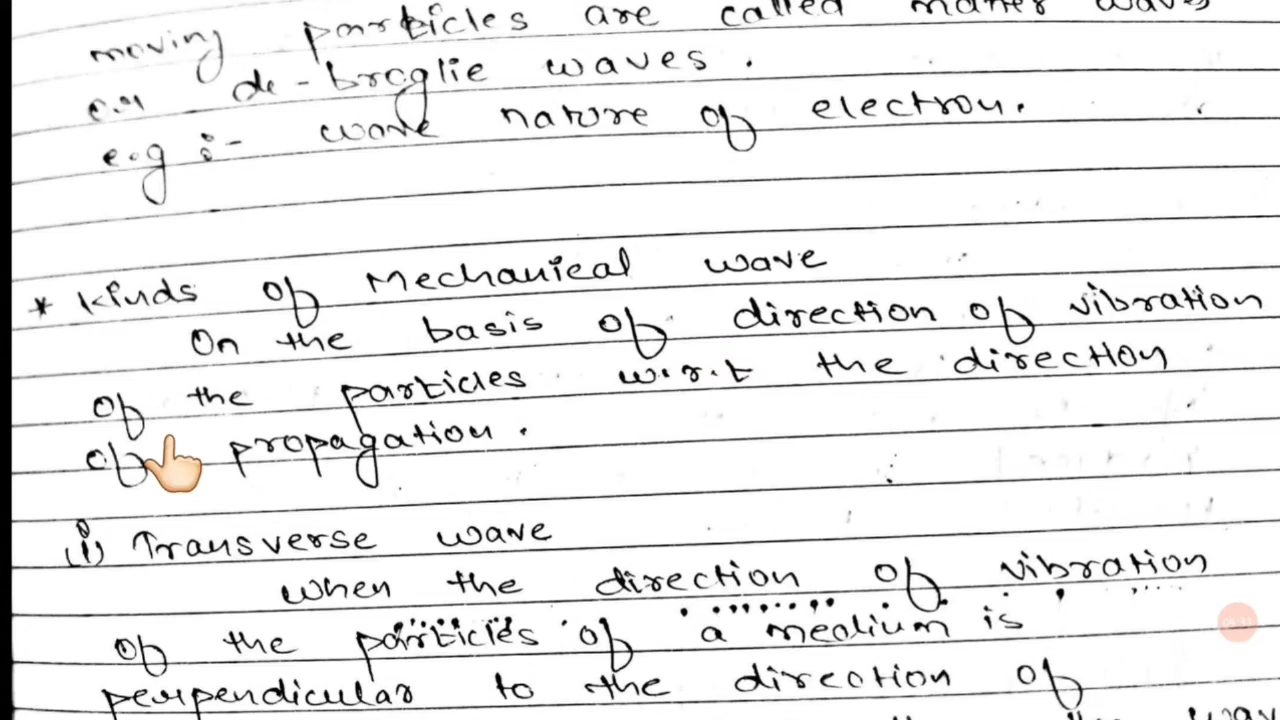 moving particles are called matter waves
de-broglie waves.
e.g :- wave nature of electron.
* Kinds of Mechanical wave
On the basis of direction of vibration
of the particles w.r.t the direction
of propagation.
(i) Transverse wave
when the direction of vibration
of the particles of a medium is
perpendicular to the direction of